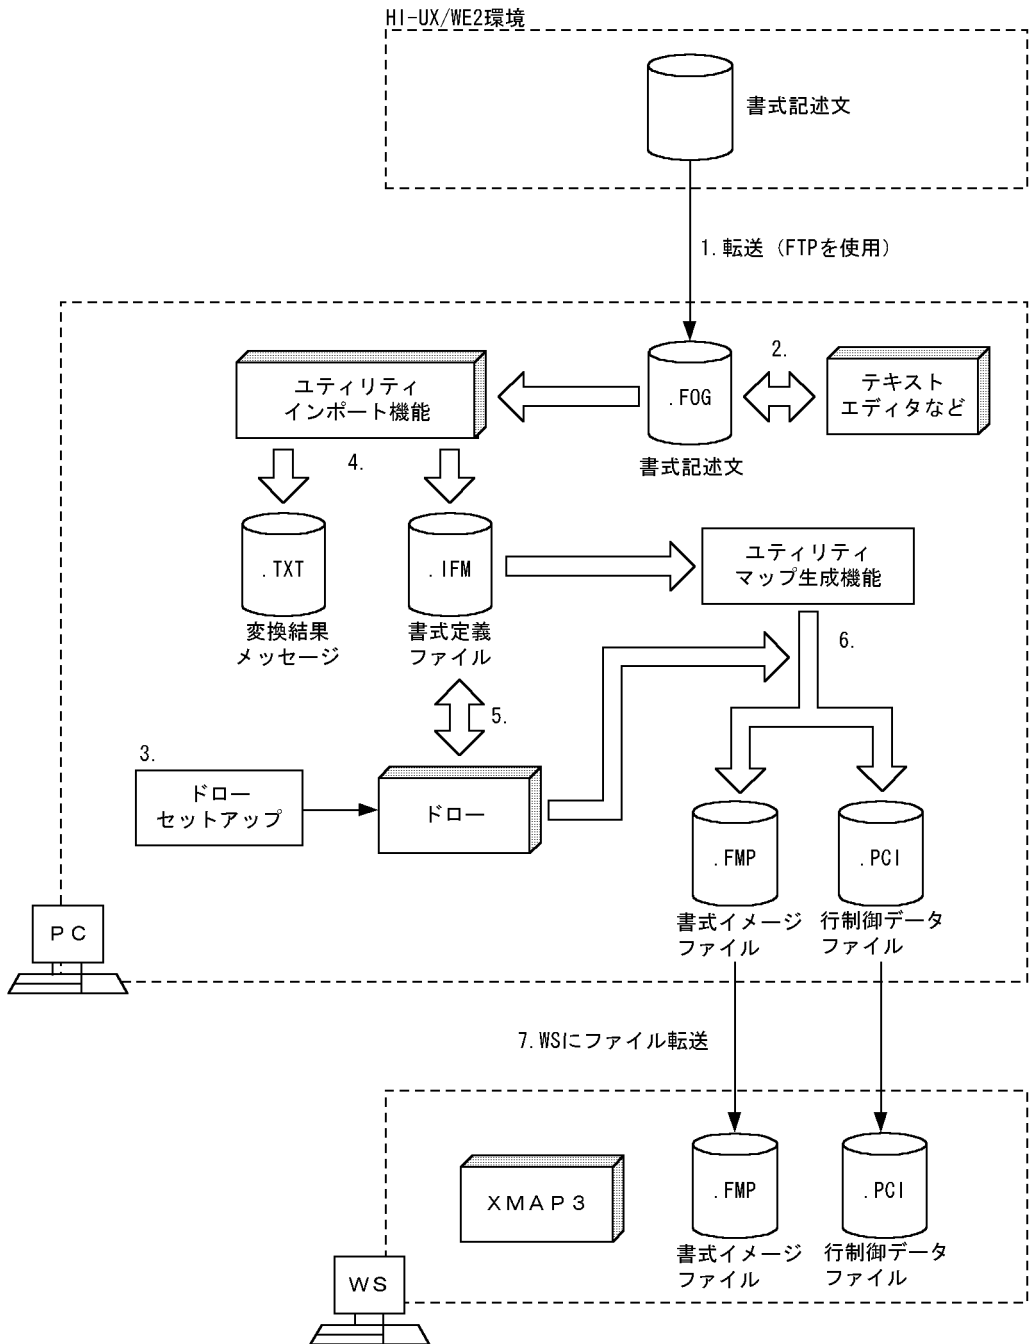 HI-UX/WE2環境
書式記述文
1.転送（FTPを使用）
2.
ユティリティ
インポート機能
.FOG
テキスト
エディタなど
書式記述文
4.
.TXT
.IFM
ユティリティ
マップ生成機能
変換結果
メッセージ
書式定義
ファイル
6.
5.
3.
ドロー
セットアップ
ドロー
.FMP
.PCI
書式イメージ
ファイル
行制御データ
ファイル
ＰＣ
7.WSにファイル転送
ＸＭＡＰ３
.FMP
.PCI
書式イメージ
ファイル
行制御データ
ファイル
ＷＳ